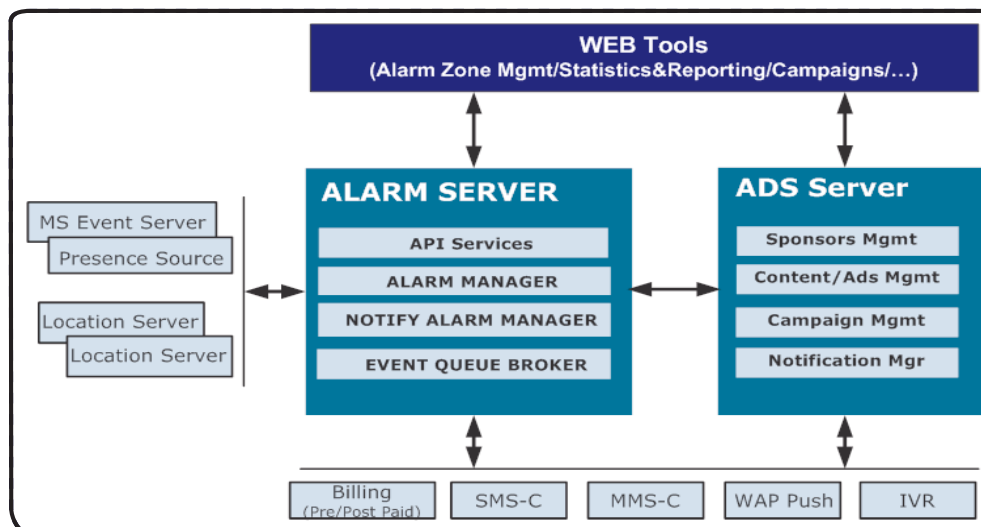 WEB Tools
(Alarm Zone Mgmt/Statistics&Reporting/Campaigns/...)
MS Event Server
Presence Source
Location Server
Location Server
ALARM SERVER
API Services
ALARM MANAGER
NOTIFY ALARM MANAGER
EVENT QUEUE BROKER
ADS Server
Sponsors Mgmt
Content/Ads Mgmt
Campaign Mgmt
Notification Mgr
Billing
(Pre/Post Paid)
SMS-C
MMS-C
WAP Push
IVR